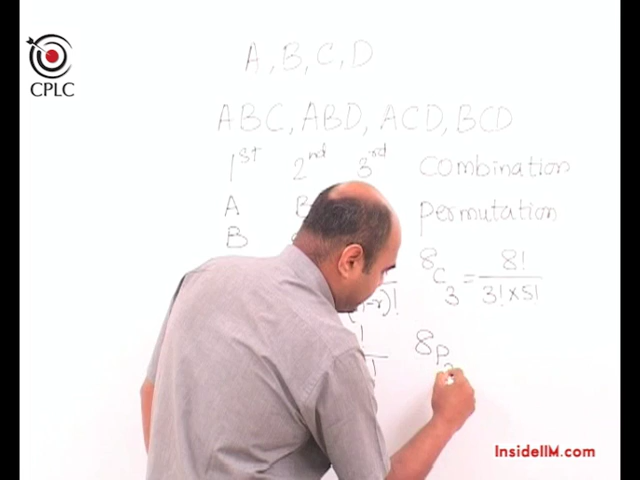 CPLC
A, B, C, D
ABC, ABD, ACD, BCD
1st 2nd 3rd combination
A B permutation
B
8C3 = 8! / 3! × 5!
-r)!
8P
InsideIIM.com